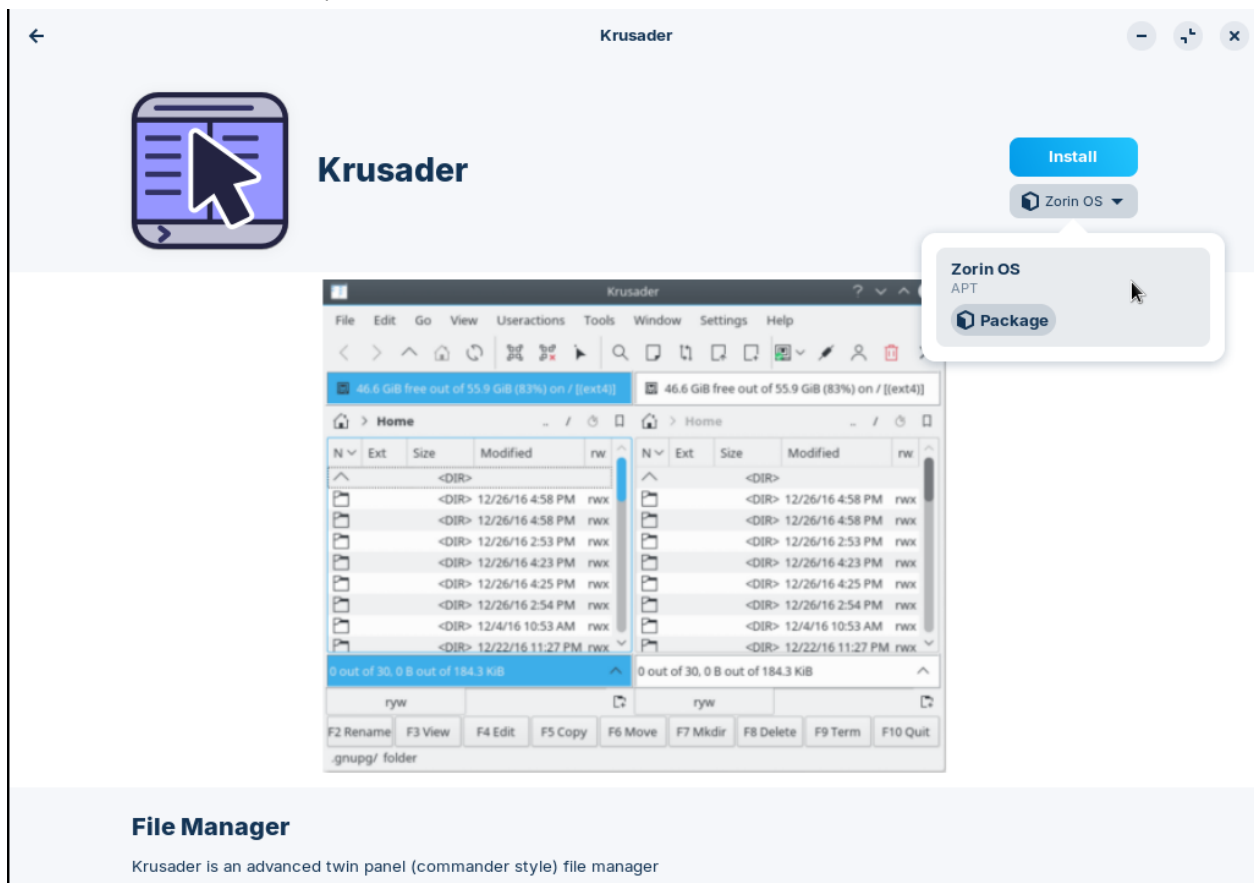 Krusader
Krusader
Install
Zorin OS
Zorin OS
APT
Package
Krusader
File Edit Go View Useractions Tools Window Settings Help
46.6 GiB free out of 55.9 GiB (83%) on / [(ext4)]
46.6 GiB free out of 55.9 GiB (83%) on / [(ext4)]
> Home _ /
> Home _ /
N Ext Size Modified rw
N Ext Size Modified rw
<DIR>
<DIR>
<DIR> 12/26/16 4:58 PM rwx
<DIR> 12/26/16 4:58 PM rwx
<DIR> 12/26/16 4:58 PM rwx
<DIR> 12/26/16 4:58 PM rwx
<DIR> 12/26/16 2:53 PM rwx
<DIR> 12/26/16 2:53 PM rwx
<DIR> 12/26/16 4:23 PM rwx
<DIR> 12/26/16 4:23 PM rwx
<DIR> 12/26/16 4:25 PM rwx
<DIR> 12/26/16 4:25 PM rwx
<DIR> 12/26/16 2:54 PM rwx
<DIR> 12/26/16 2:54 PM rwx
<DIR> 12/4/16 10:53 AM rwx
<DIR> 12/4/16 10:53 AM rwx
<DIR> 12/22/16 11:27 PM rwx
<DIR> 12/22/16 11:27 PM rwx
0 out of 30, 0 B out of 184.3 KiB
0 out of 30, 0 B out of 184.3 KiB
ryw
ryw
F2 Rename F3 View F4 Edit F5 Copy F6 Move F7 Mkdir F8 Delete F9 Term F10 Quit
.gnupg/ folder
File Manager
Krusader is an advanced twin panel (commander style) file manager